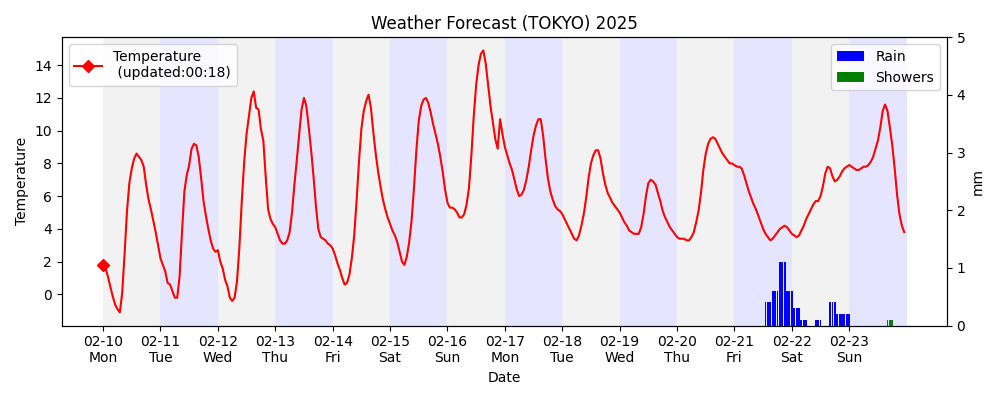 Weather Forecast (TOKYO) 2025
Temperature
(updated:00:18)
Rain
Showers
Temperature
14
12
10
8
6
4
2
0
5
4
3
2
1
0
mm
02-10 02-11 02-12 02-13 02-14 02-15 02-16 02-17 02-18 02-19 02-20 02-21 02-22 02-23
Mon Tue Wed Thu Fri Sat Sun Mon Tue Wed Thu Fri Sat Sun
Date